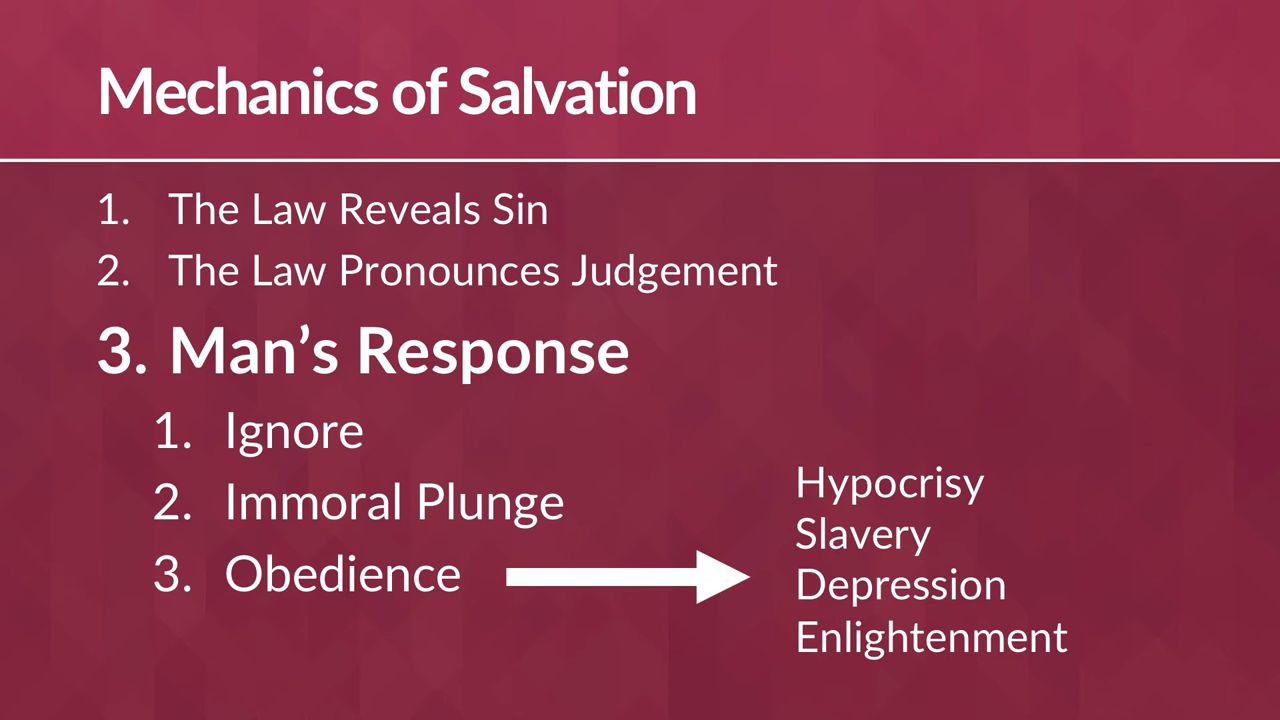 Mechanics of Salvation
1. The Law Reveals Sin
2. The Law Pronounces Judgement
3. Man’s Response
1. Ignore
2. Immoral Plunge
3. Obedience
Hypocrisy
Slavery
Depression
Enlightenment